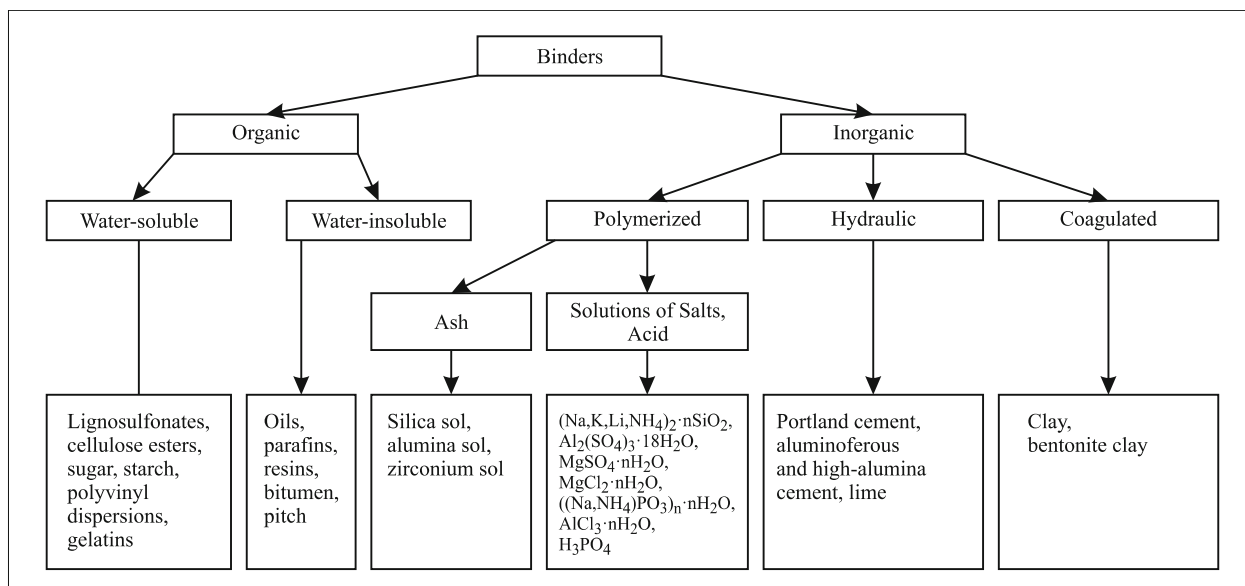 Binders
Organic
Inorganic
Water-soluble
Water-insoluble
Polymerized
Hydraulic
Coagulated
Ash
Solutions of Salts,
Acid
Lignosulfonates,
cellulose esters,
sugar, starch,
polyvinyl
dispersions,
gelatins
Oils,
parafins,
resins,
bitumen,
pitch
Silica sol,
alumina sol,
zirconium sol
(Na,K,Li,NH₄)₂·nSiO₂,
Al₂(SO₄)₃·18H₂O,
MgSO₄·nH₂O,
MgCl₂·nH₂O,
((Na,NH₄)PO₃)ₙ·nH₂O,
AlCl₃·nH₂O,
H₃PO₄
Portland cement,
aluminoferous
and high-alumina
cement, lime
Clay,
bentonite clay